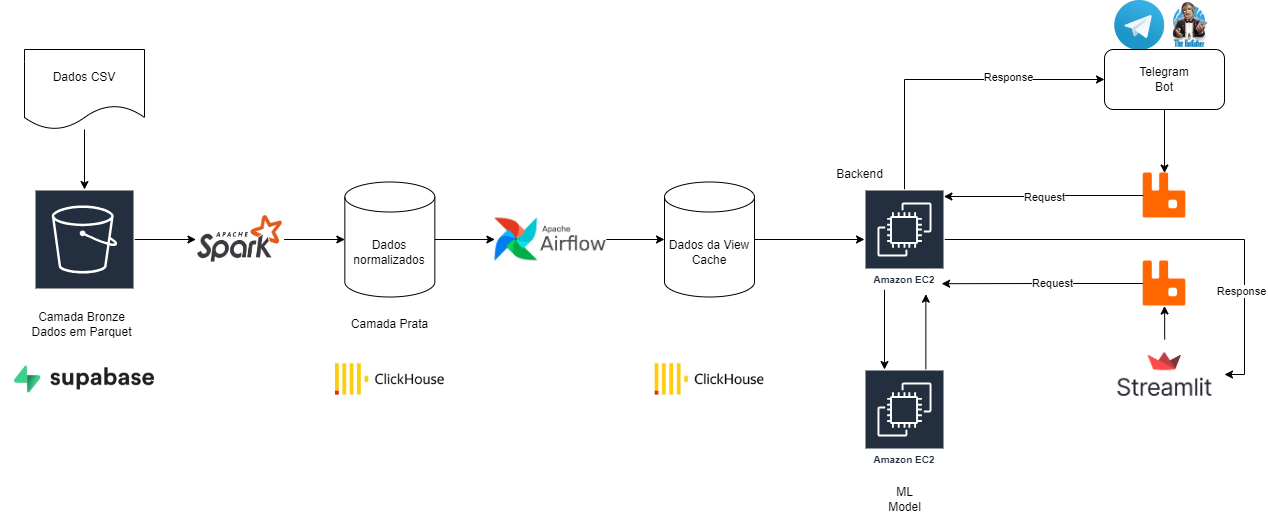 The Botfather
Dados CSV
Response
Telegram
Bot
Backend
Request
APACHE
Spark
Dados
normalizados
Apache
Airflow
Dados da View
Cache
Amazon EC2
Request
Response
Camada Bronze
Dados em Parquet
Camada Prata
supabase
ClickHouse
ClickHouse
Streamlit
Amazon EC2
ML
Model